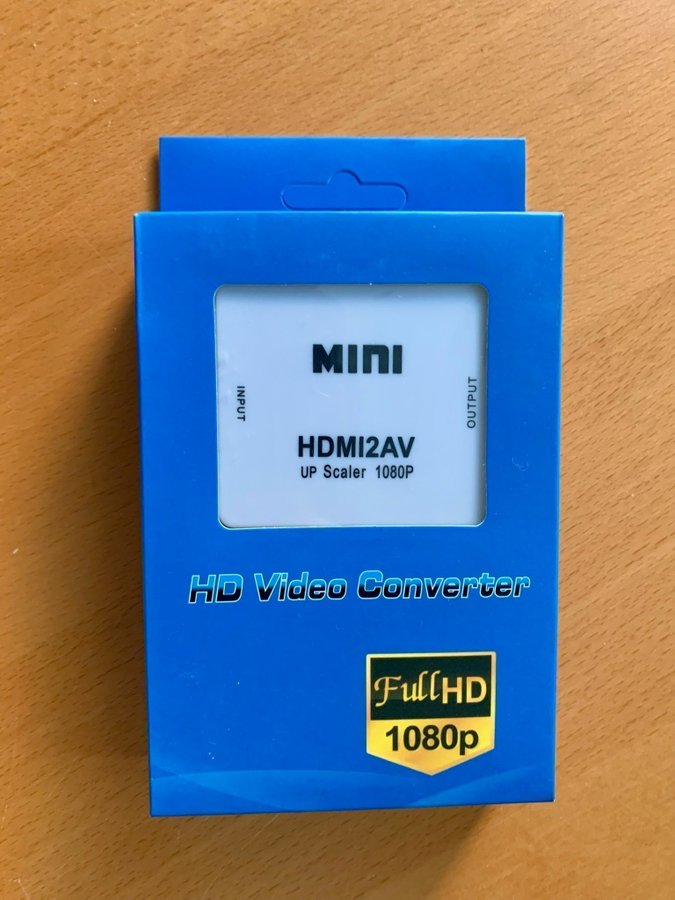 MINI
INPUT
OUTPUT
HDMI2AV
UP Scaler 1080P
HD Video Converter
Full HD
1080p